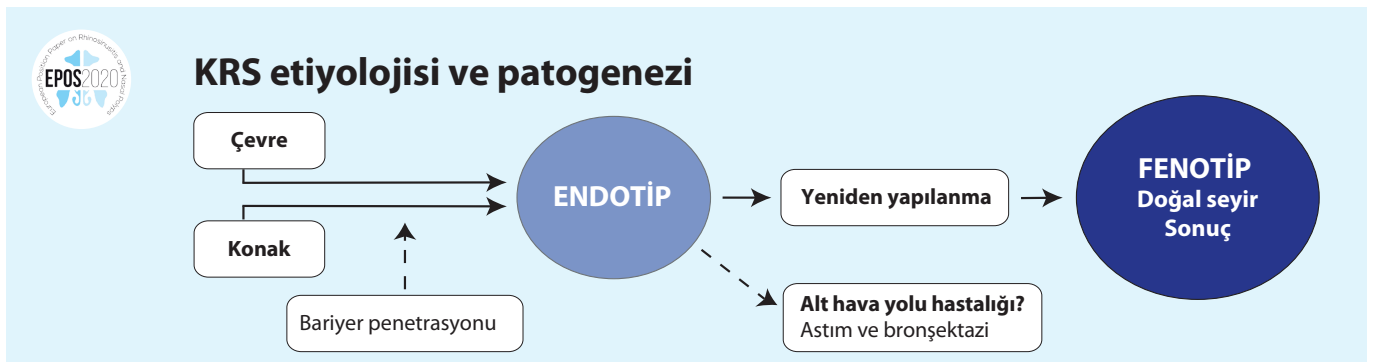 European Position Paper on Rhinosinusitis and Nasal Polyps
EPOS2020
KRS etiyolojisi ve patogenezi
Çevre
Konak
Bariyer penetrasyonu
ENDOTİP
Yeniden yapılanma
Alt hava yolu hastalığı?
Astım ve bronşektazi
FENOTİP
Doğal seyir
Sonuç